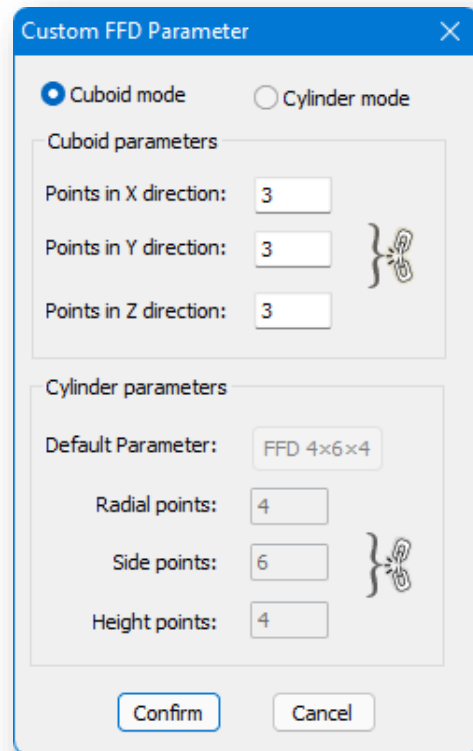 Custom FFD Parameter
Cuboid mode Cylinder mode
Cuboid parameters
Points in X direction: 3
Points in Y direction: 3
Points in Z direction: 3
Cylinder parameters
Default Parameter: FFD 4×6×4
Radial points: 4
Side points: 6
Height points: 4
Confirm Cancel